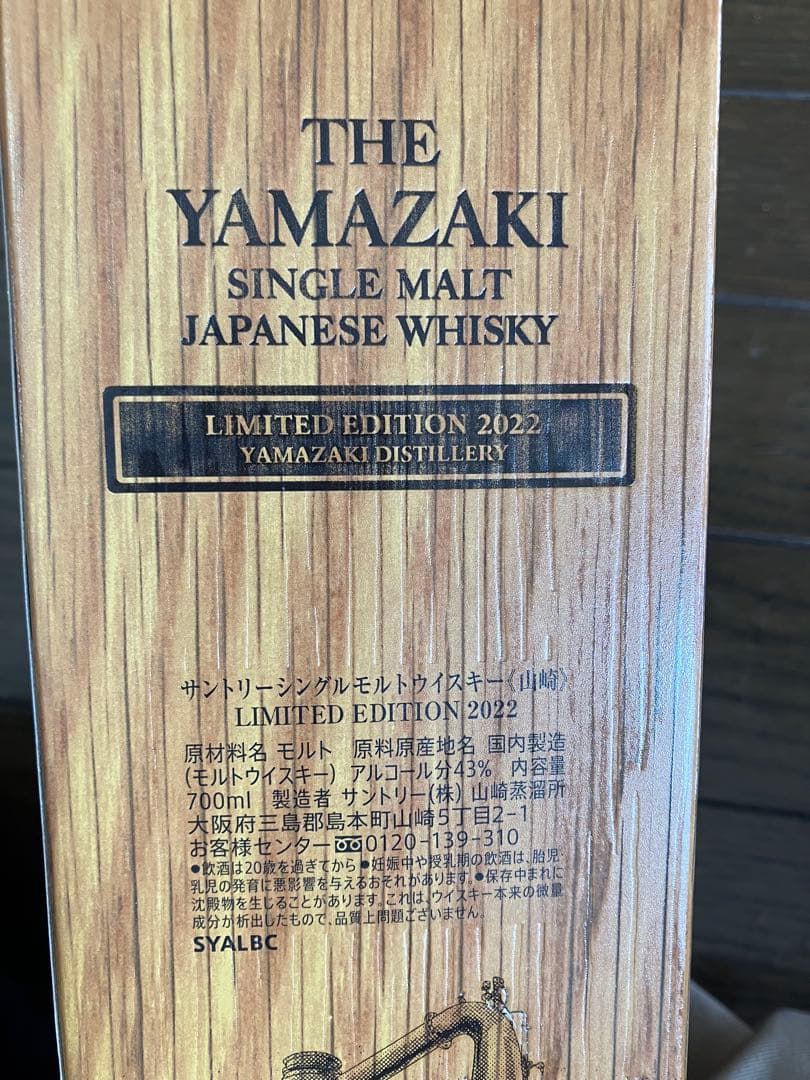 THE
YAMAZAKI
SINGLE MALT
JAPANESE WHISKY
LIMITED EDITION 2022
YAMAZAKI DISTILLERY
サントリーシングルモルトウイスキー《山崎》
LIMITED EDITION 2022
原材料名 モルト 原料原産地名 国内製造
(モルトウイスキー) アルコール分43% 内容量
700ml 製造者 サントリー(株) 山崎蒸溜所
大阪府三島郡島本町山崎5丁目2-1
お客様センター 0120-139-310
●飲酒は20歳を過ぎてから ●妊娠中や授乳期の飲酒は、胎児・
乳児の発育に悪影響を与えるおそれがあります。●保存中まれに
沈殿物を生じることがあります。これは、ウイスキー本来の微量
成分が析出したもので、品質上問題ございません。
SYALBC